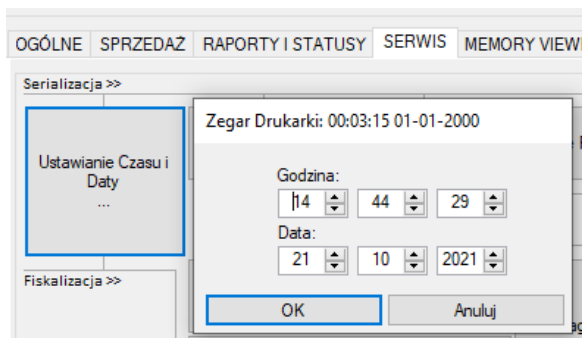 OGÓLNE SPRZEDAŻ RAPORTY I STATUSY SERWIS MEMORY
Serializacja >>
Ustawianie Czasu i
Daty
...
Fiskalizacja >>
Zegar Drukarki: 00:03:15 01-01-2000
Godzina:
14 44 29
Data:
21 10 2021
OK Anuluj